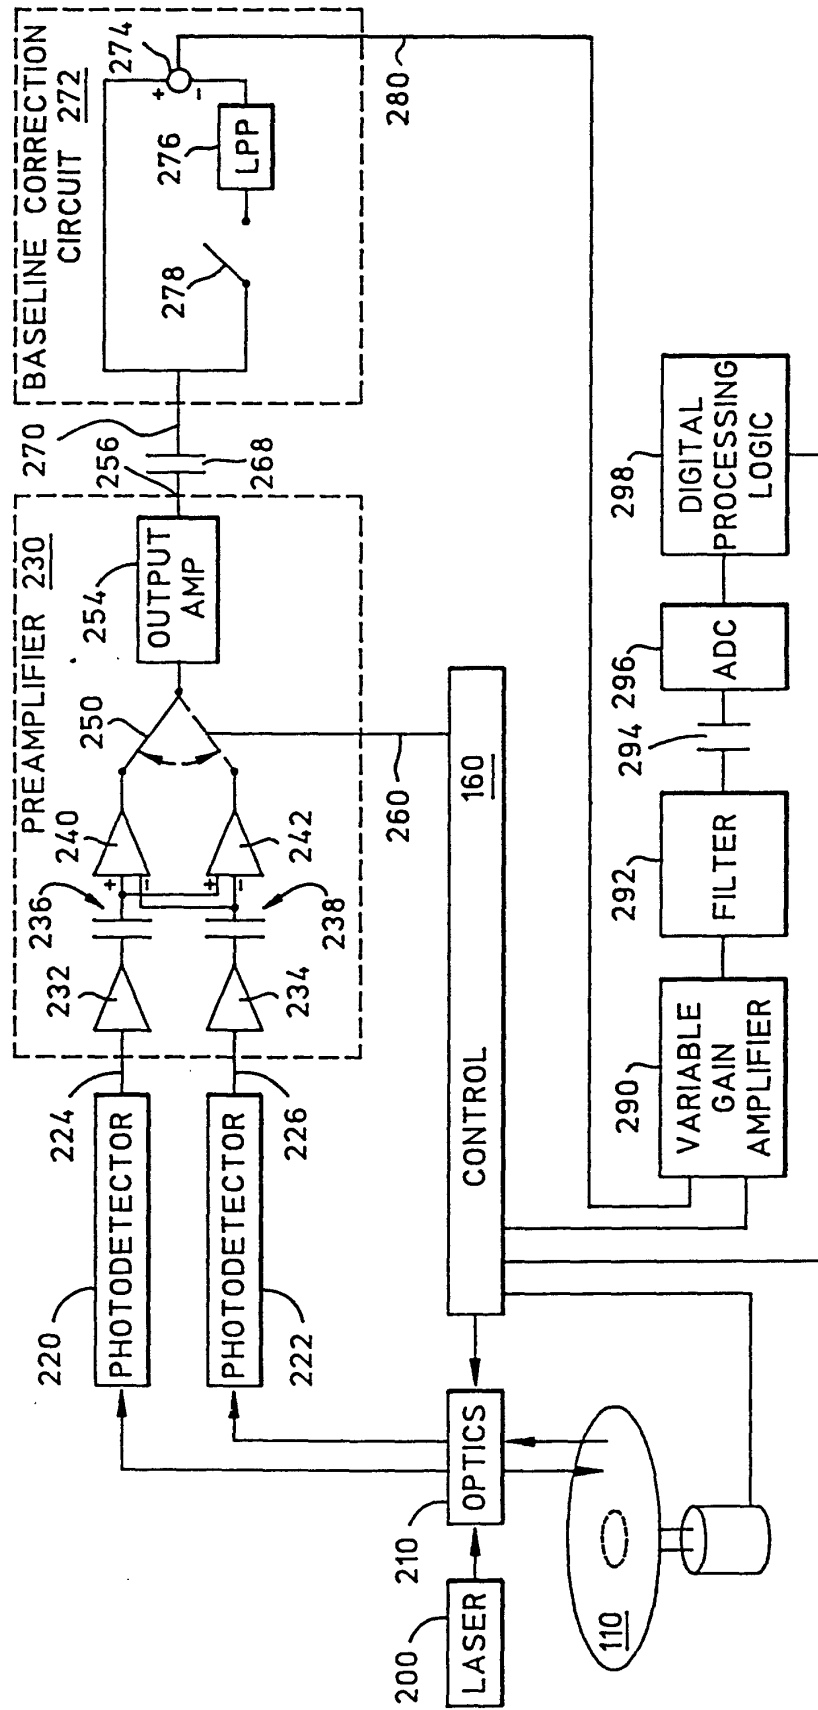 BASELINE CORRECTION
CIRCUIT 272
274
+
-
276
LPP
278
280
270
256
268
PREAMPLIFIER 230
254
OUTPUT
AMP
250
240
242
+
-
+
-
236
238
232
234
260
224
226
220
PHOTODETECTOR
222
PHOTODETECTOR
CONTROL
160
200
LASER
210
OPTICS
110
290
VARIABLE
GAIN
AMPLIFIER
292
FILTER
294
296
ADC
298
DIGITAL
PROCESSING
LOGIC